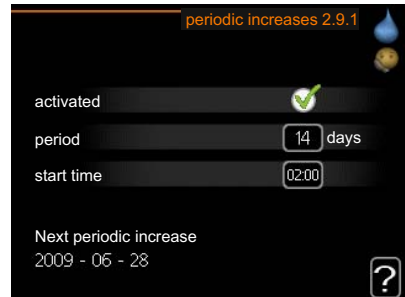 periodic increases 2.9.1
activated
period 14 days
start time 02:00
Next periodic increase
2009 - 06 - 28
?